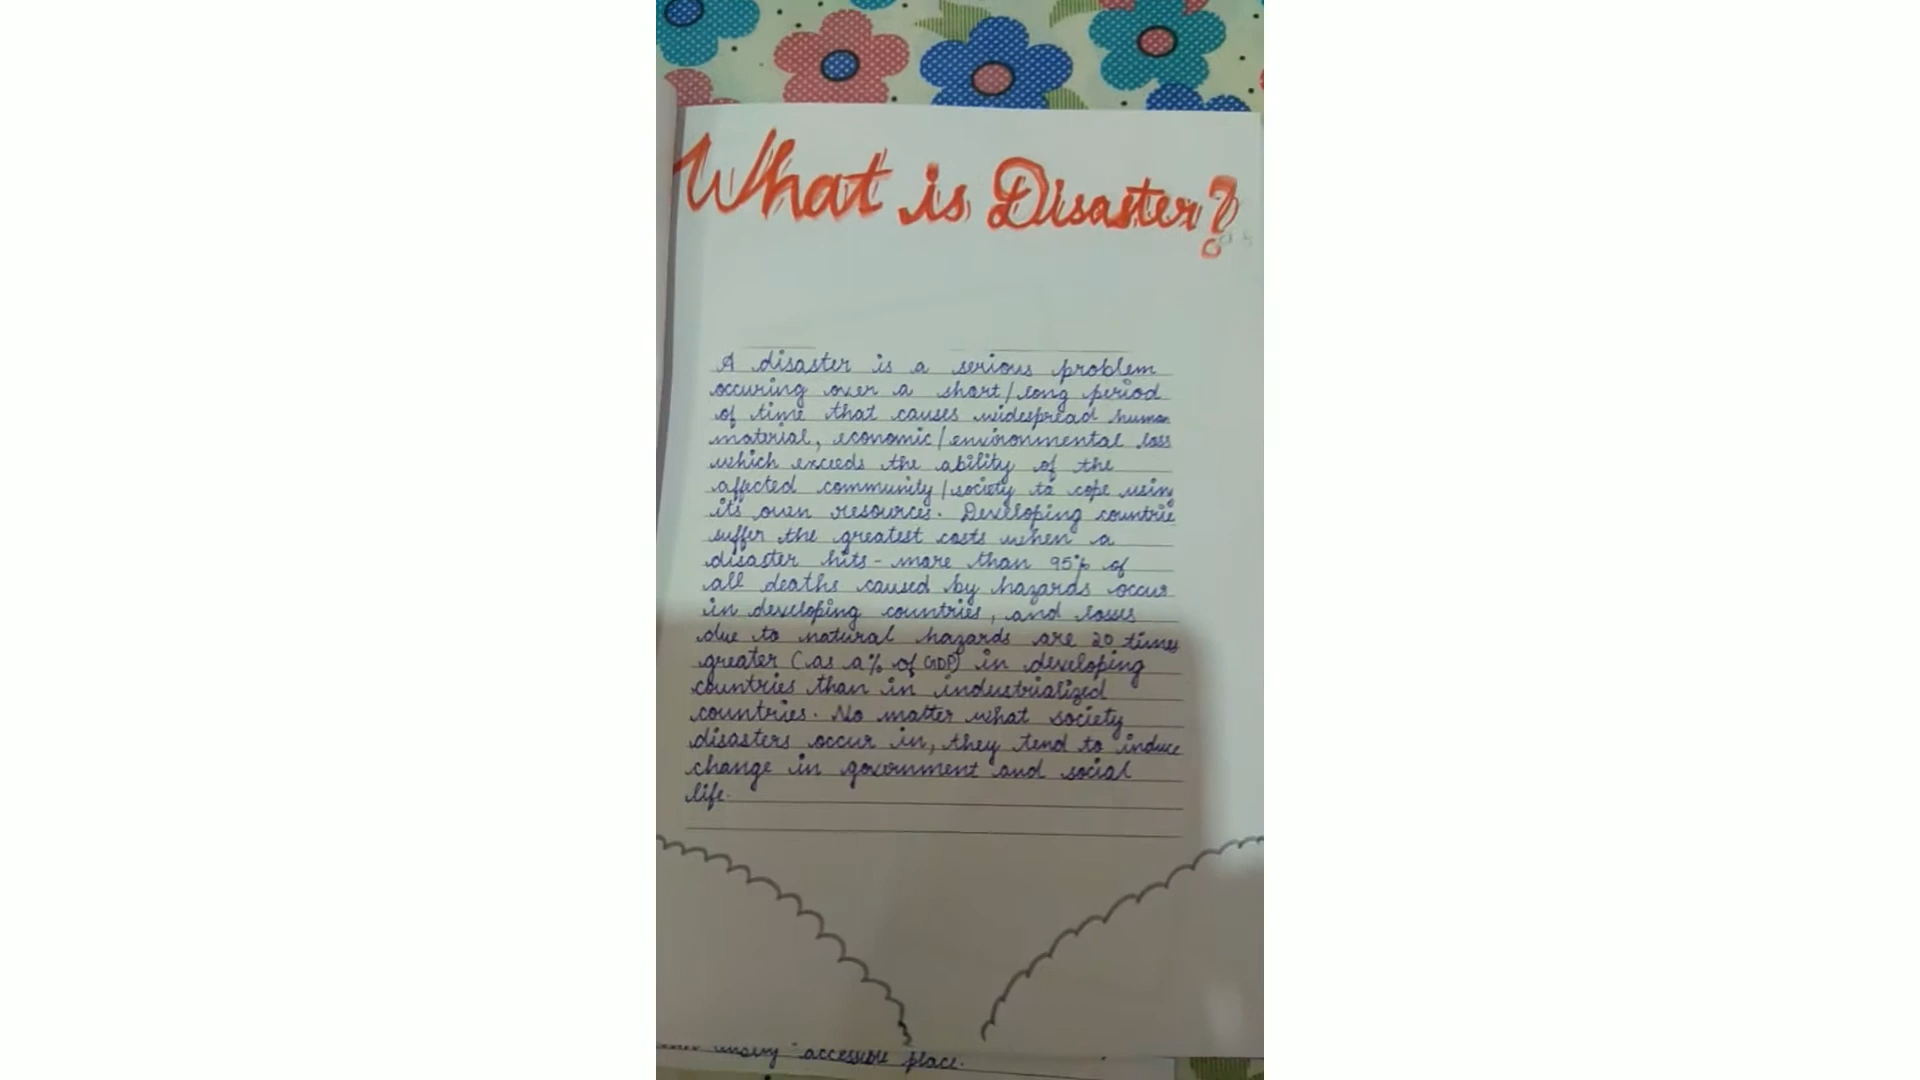 What is Disaster?
A disaster is a serious problem
occuring over a short/long period
of time that causes widespread human
material, economic/environmental loss
which exceeds the ability of the
affected community/society to cope using
it's own resources. Developing countrie
suffer the greatest costs when a
disaster hits - more than 95% of
all deaths caused by hazards occur
in developing countries, and losses
due to natural hazards are 20 times
greater (as a % of GDP) in developing
countries than in industrialized
countries. No matter what society
disasters occur in, they tend to induce
change in government and social
life.
accessible place.